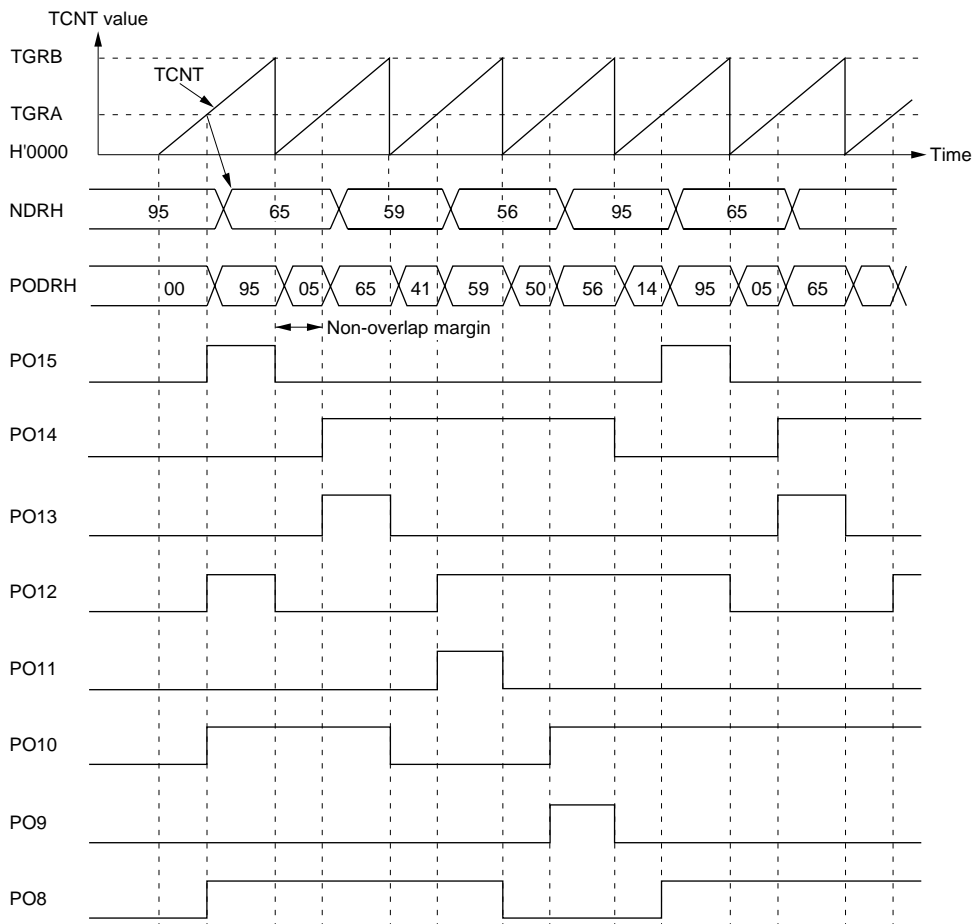 TCNT value
TGRB
TCNT
TGRA
H'0000
Time
NDRH 95 65 59 56 95 65
PODRH 00 95 05 65 41 59 50 56 14 95 05 65
Non-overlap margin
PO15
PO14
PO13
PO12
PO11
PO10
PO9
PO8